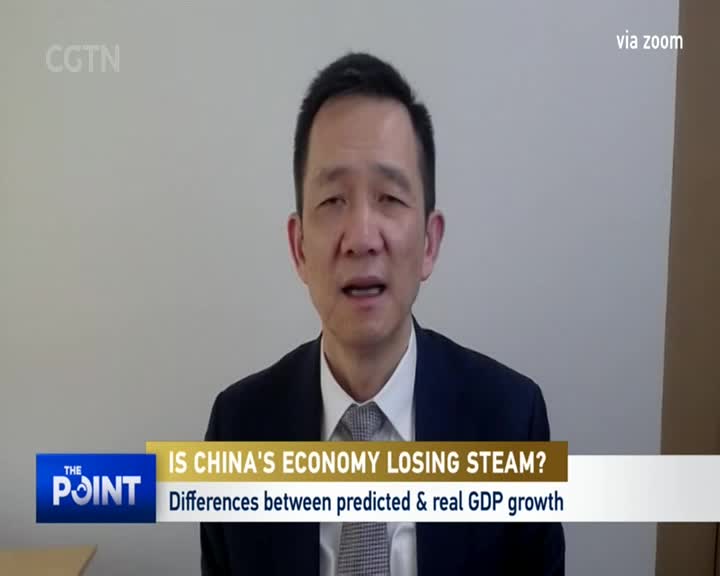 CGTN
via zoom
IS CHINA'S ECONOMY LOSING STEAM?
THE
POINT
Differences between predicted & real GDP growth